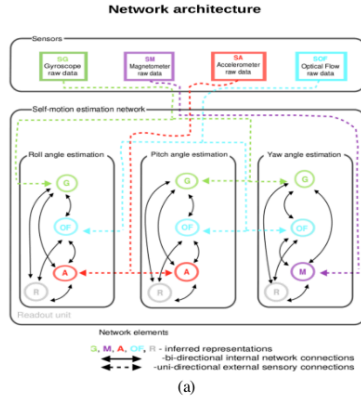 Network architecture
Sensors
SG
Gyroscope
raw data
SM
Magnetometer
raw data
SA
Accelerometer
raw data
SOF
Optical Flow
raw data
Self-motion estimation network
Roll angle estimation
Pitch angle estimation
Yaw angle estimation
G
G
G
OF
OF
OF
A
A
M
R
R
R
Readout unit
Network elements
G, M, A, OF, R - inferred representations
-bi-directional internal network connections
-uni-directional external sensory connections
(a)